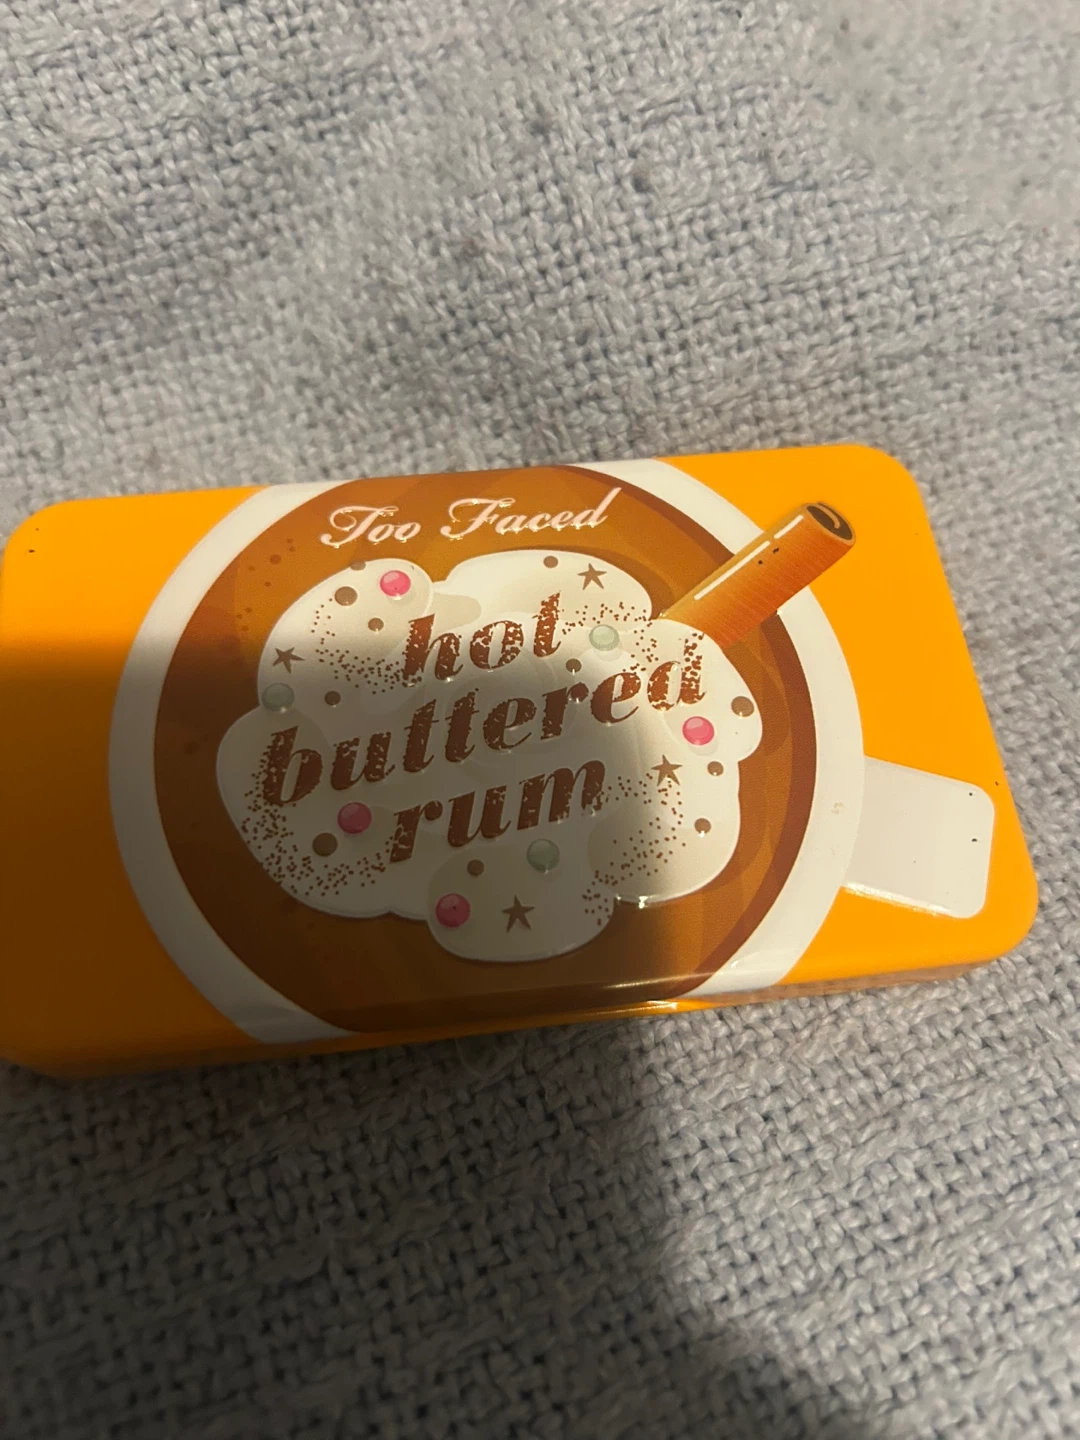 Too Faced
hot
buttered
rum